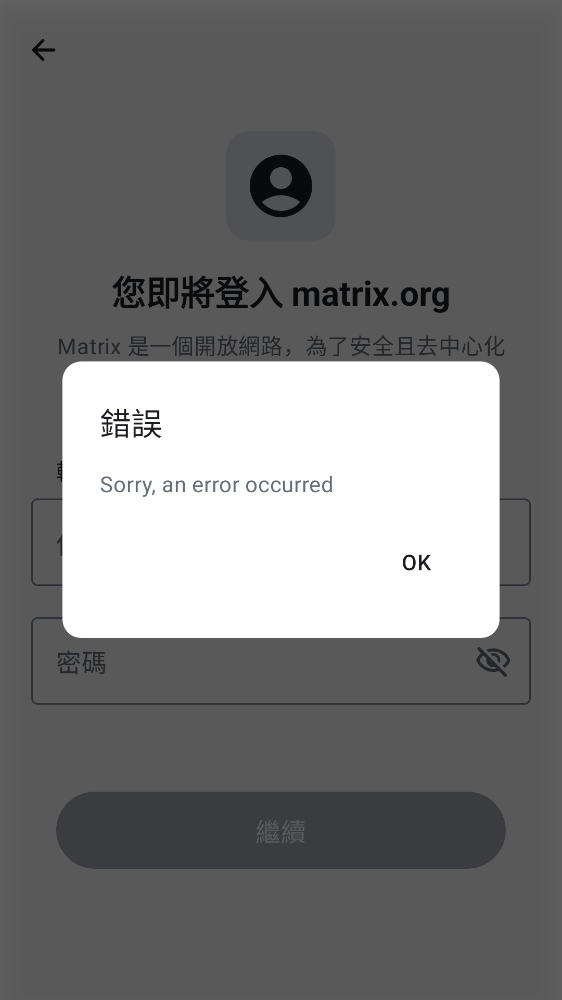 您即將登入 matrix.org
Matrix 是一個開放網路，為了安全且去中心化
錯誤
Sorry, an error occurred
OK
密碼
繼續